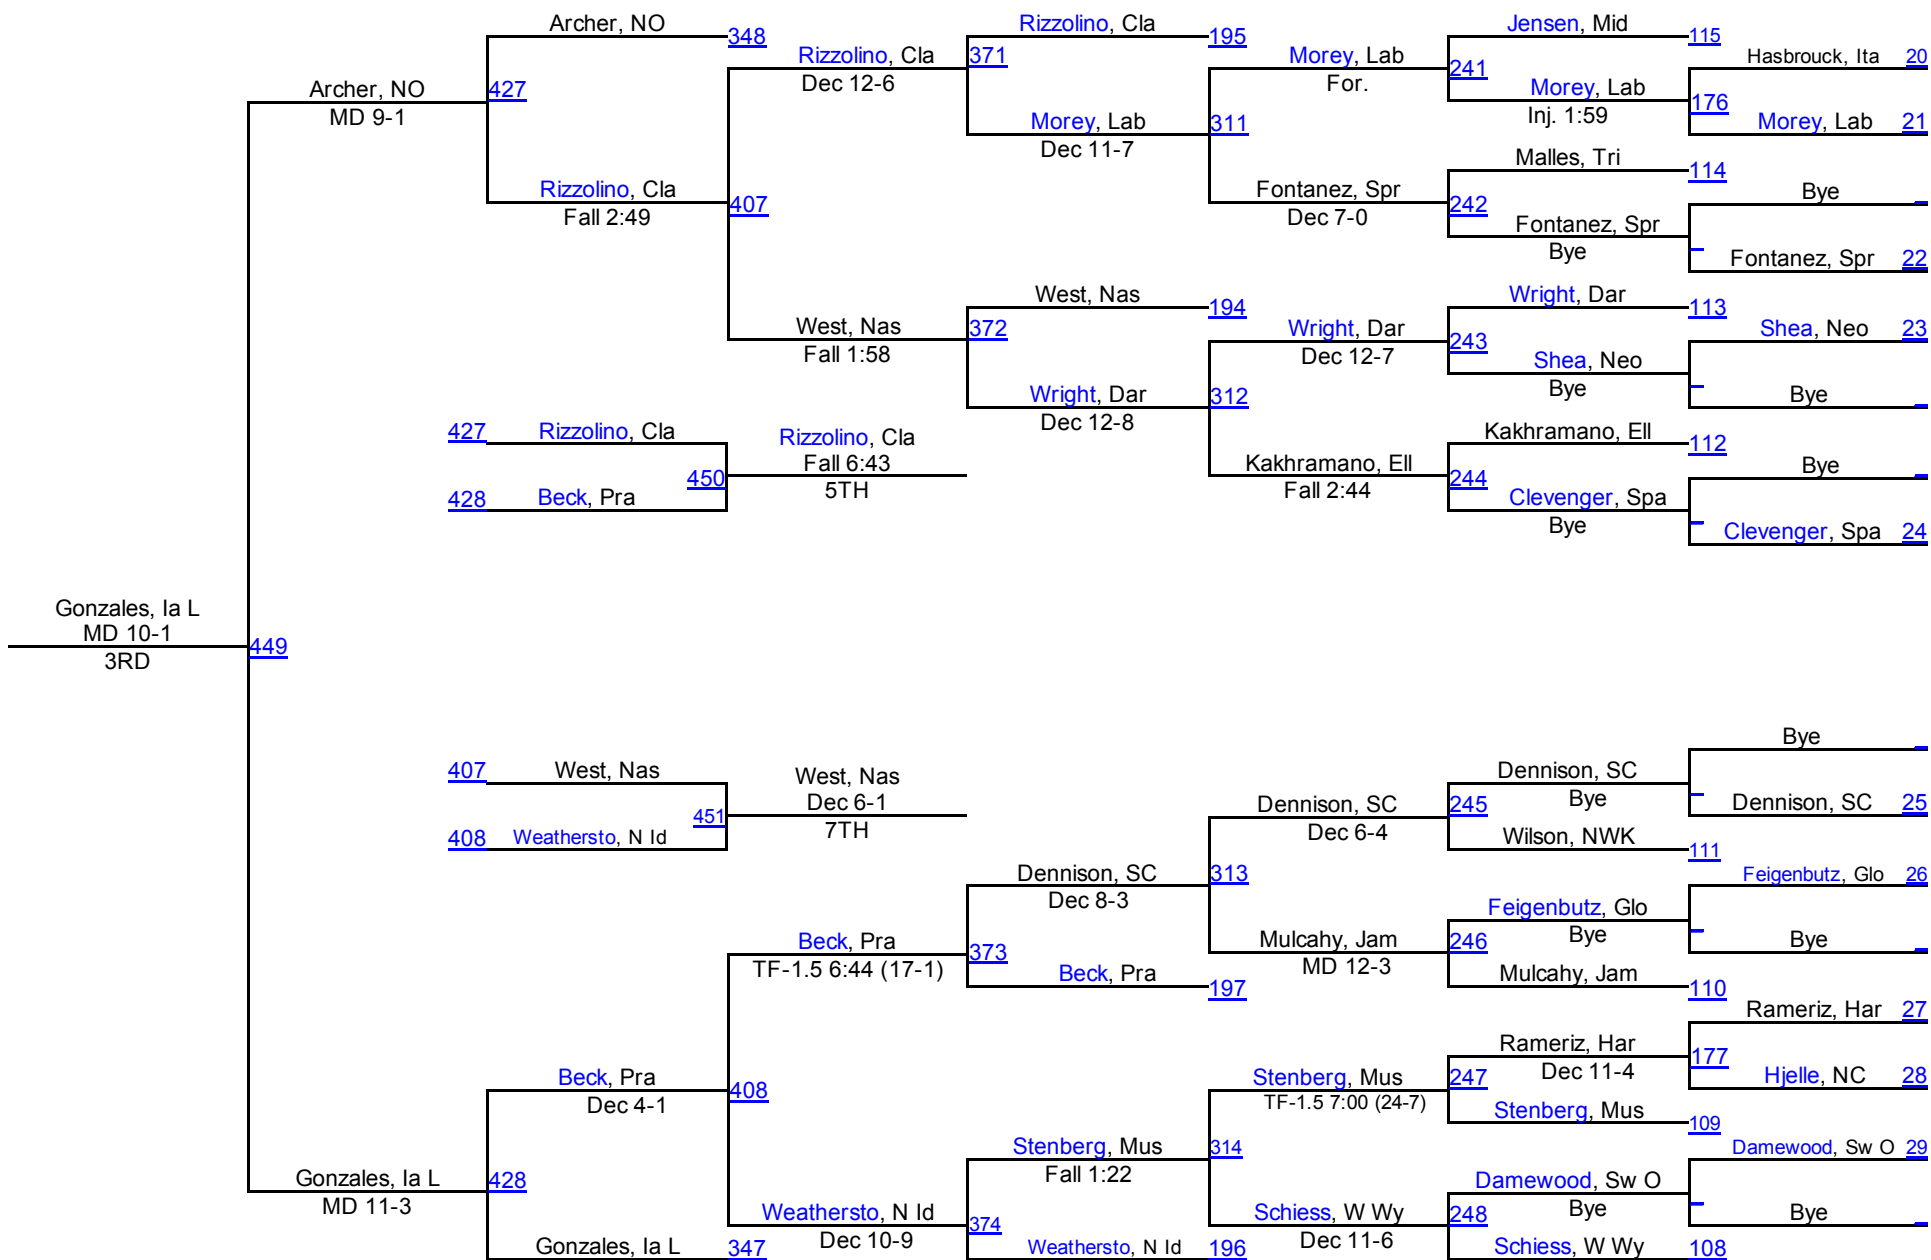 Archer, NO
348
Rizzolino, Cla
195
Jensen, Mid
115
Hasbrouck, Ita 20
Rizzolino, Cla
Dec 12-6
371
Morey, Lab
For.
241
Archer, NO
MD 9-1
427
Morey, Lab
Inj. 1:59
176
Morey, Lab
Dec 11-7
311
Morey, Lab 21
Malles, Tri
114
Rizzolino, Cla
Fall 2:49
407
Fontanez, Spr
Dec 7-0
242
Bye
Fontanez, Spr
Bye
Fontanez, Spr 22
West, Nas
194
Wright, Dar
113
West, Nas
Fall 1:58
372
Wright, Dar
Dec 12-7
243
Shea, Neo 23
Shea, Neo
Bye
Wright, Dar
Dec 12-8
312
Bye
427 Rizzolino, Cla
Rizzolino, Cla
Fall 6:43
5TH
450
428 Beck, Pra
Kakhramano, Ell
112
Kakhramano, Ell
Fall 2:44
244
Bye
Clevenger, Spa
Bye
Clevenger, Spa 24
Gonzales, Ia L
MD 10-1
3RD
449
Bye
407 West, Nas
West, Nas
Dec 6-1
7TH
451
408 Weathersto, N Id
Dennison, SC
Bye
Dennison, SC
Dec 6-4
245
Dennison, SC 25
Wilson, NWK
111
Dennison, SC
Dec 8-3
313
Feigenbutz, Glo 26
Feigenbutz, Glo
Bye
Beck, Pra
TF-1.5 6:44 (17-1)
373
Mulcahy, Jam
MD 12-3
246
Bye
Beck, Pra
197
Mulcahy, Jam
110
Rameriz, Har 27
Rameriz, Har
Dec 11-4
177
Beck, Pra
Dec 4-1
408
Stenberg, Mus
TF-1.5 7:00 (24-7)
247
Hjelle, NC 28
Stenberg, Mus
109
Stenberg, Mus
Fall 1:22
314
Damewood, Sw O 29
Gonzales, Ia L
MD 11-3
428
Damewood, Sw O
Bye
Weathersto, N Id
Dec 10-9
374
Schiess, W Wy
Dec 11-6
248
Bye
Gonzales, Ia L
347
Weathersto, N Id 196
Schiess, W Wy
108